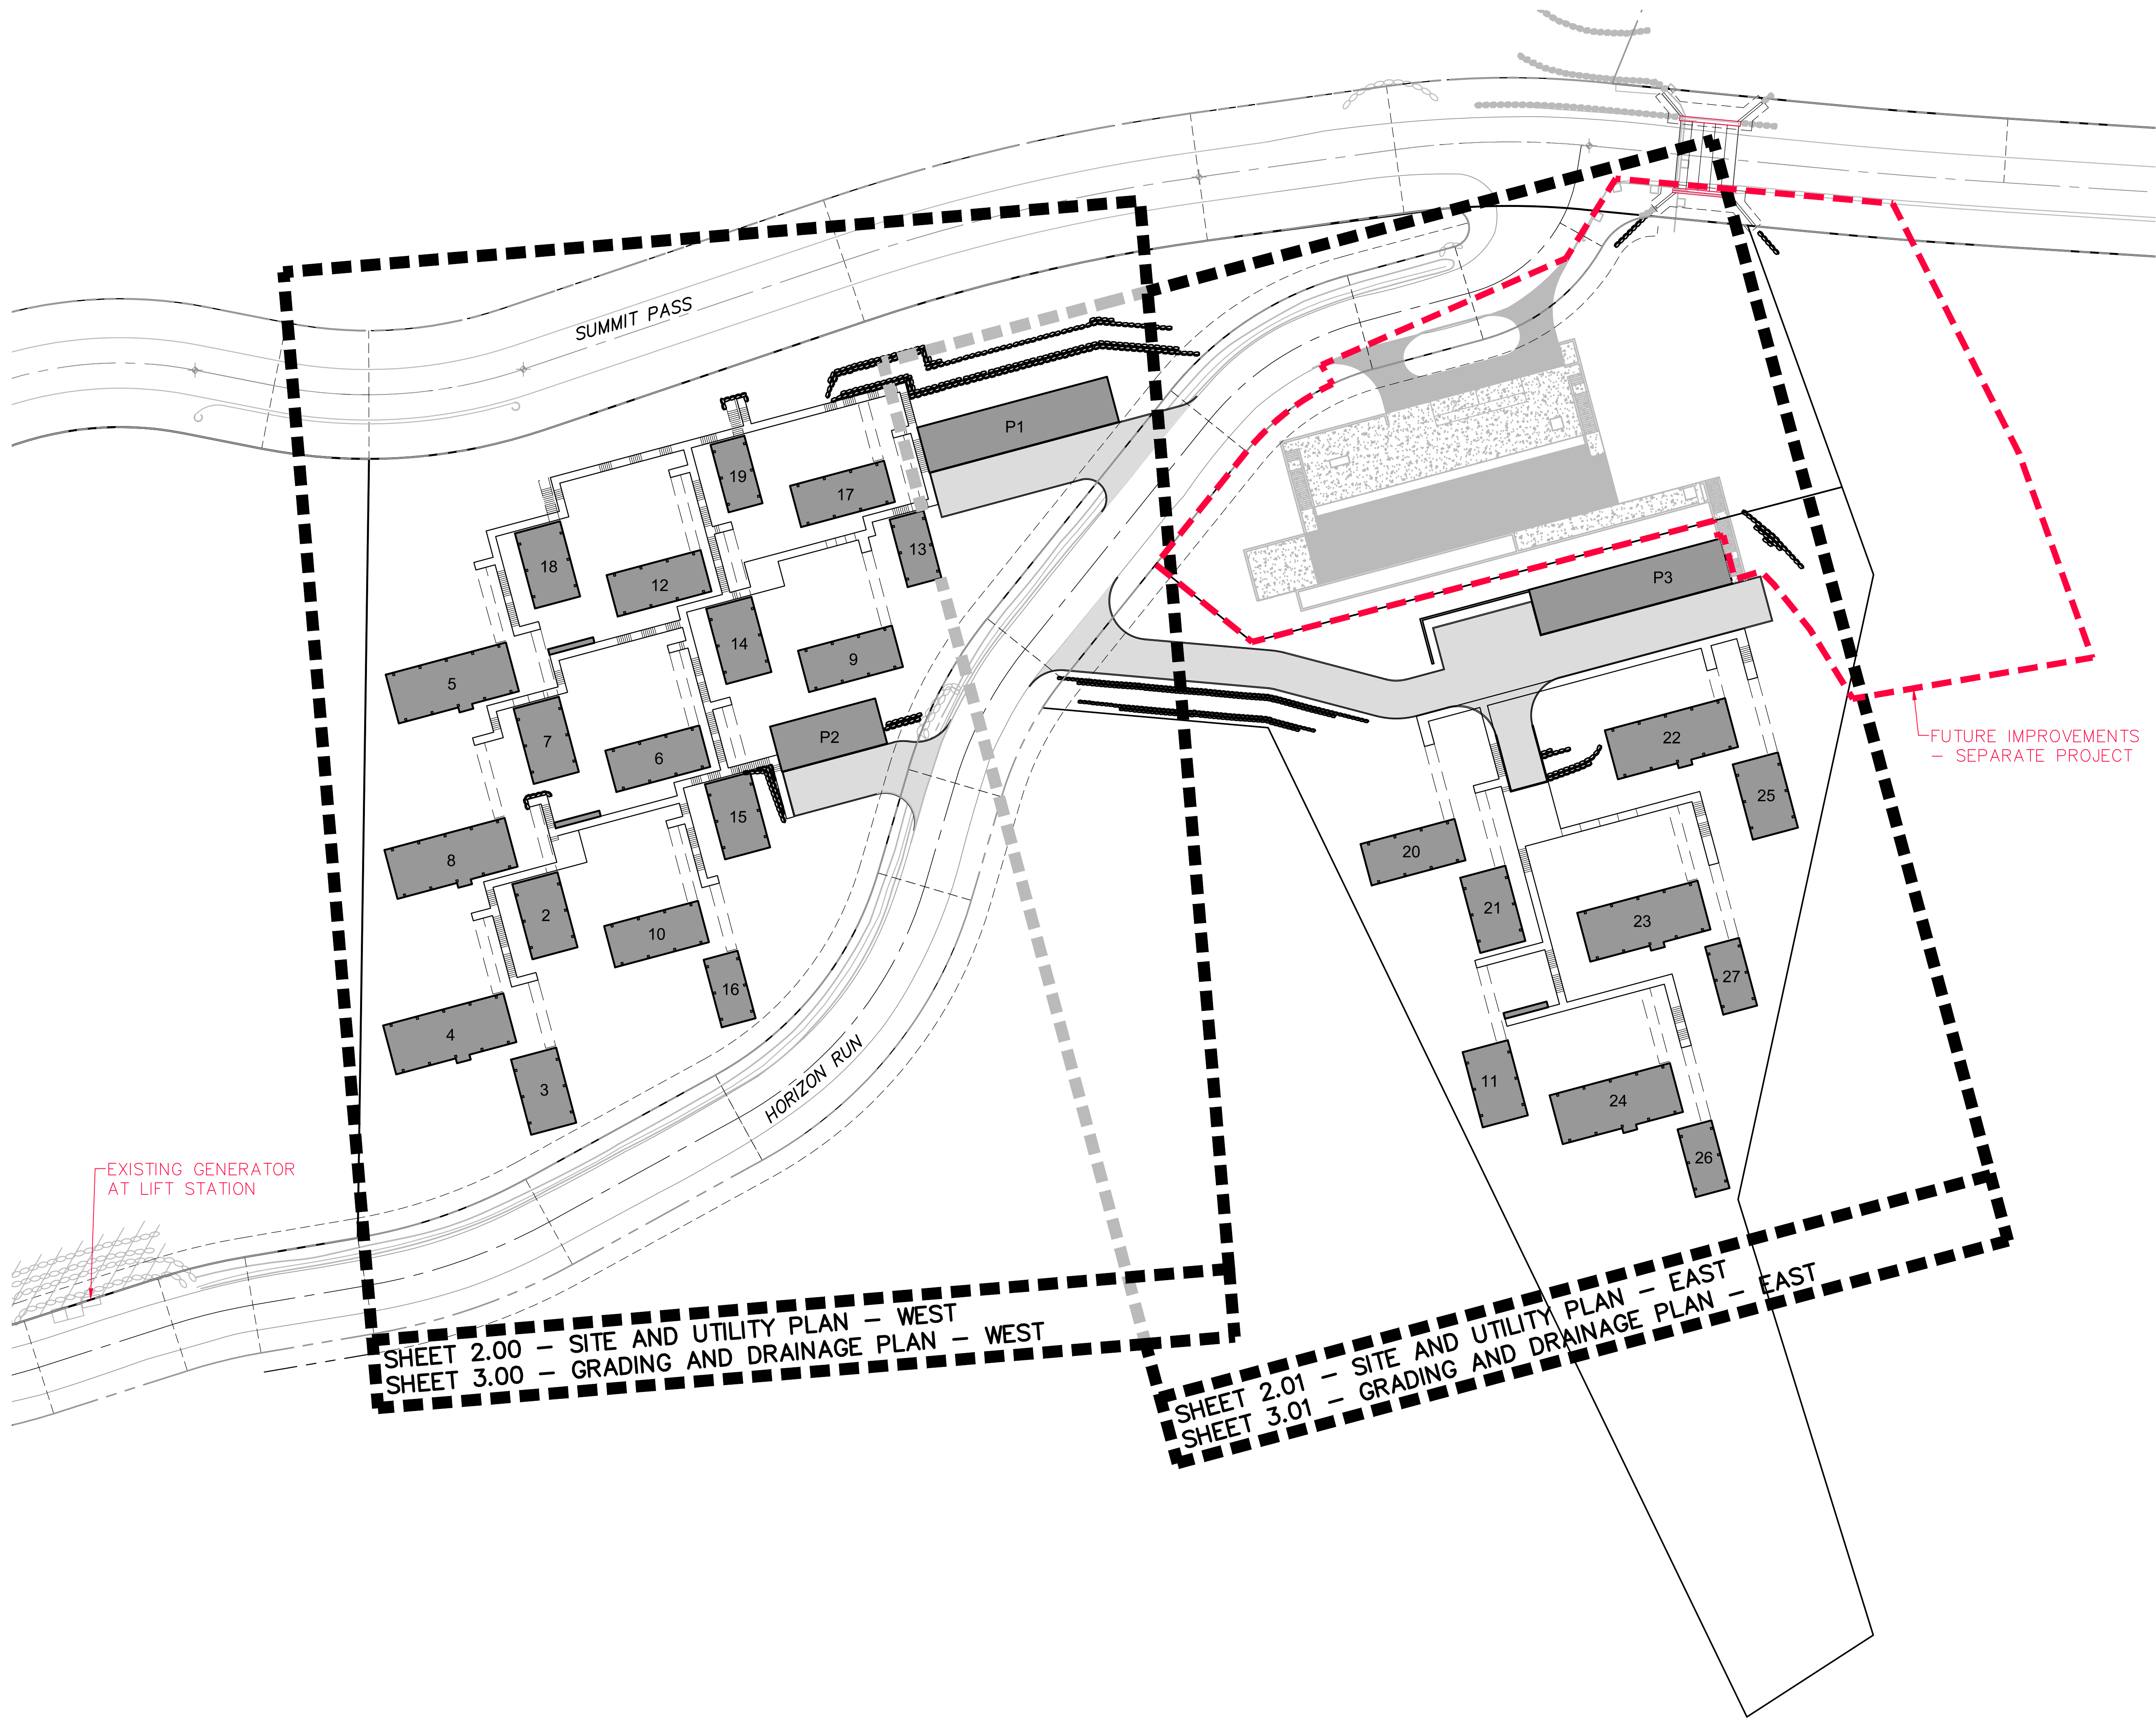 SUMMIT PASS
P1
19
17
13
18
12
P3
14
9
5
7
P2
6
22
FUTURE IMPROVEMENTS
– SEPARATE PROJECT
25
15
20
8
21
2
23
10
27
16
4
HORIZON RUN
11
3
24
26
EXISTING GENERATOR
AT LIFT STATION
SHEET 2.00 – SITE AND UTILITY PLAN – WEST
SHEET 3.00 – GRADING AND DRAINAGE PLAN – WEST
SHEET 2.01 – SITE AND UTILITY PLAN – EAST
SHEET 3.01 – GRADING AND DRAINAGE PLAN – EAST